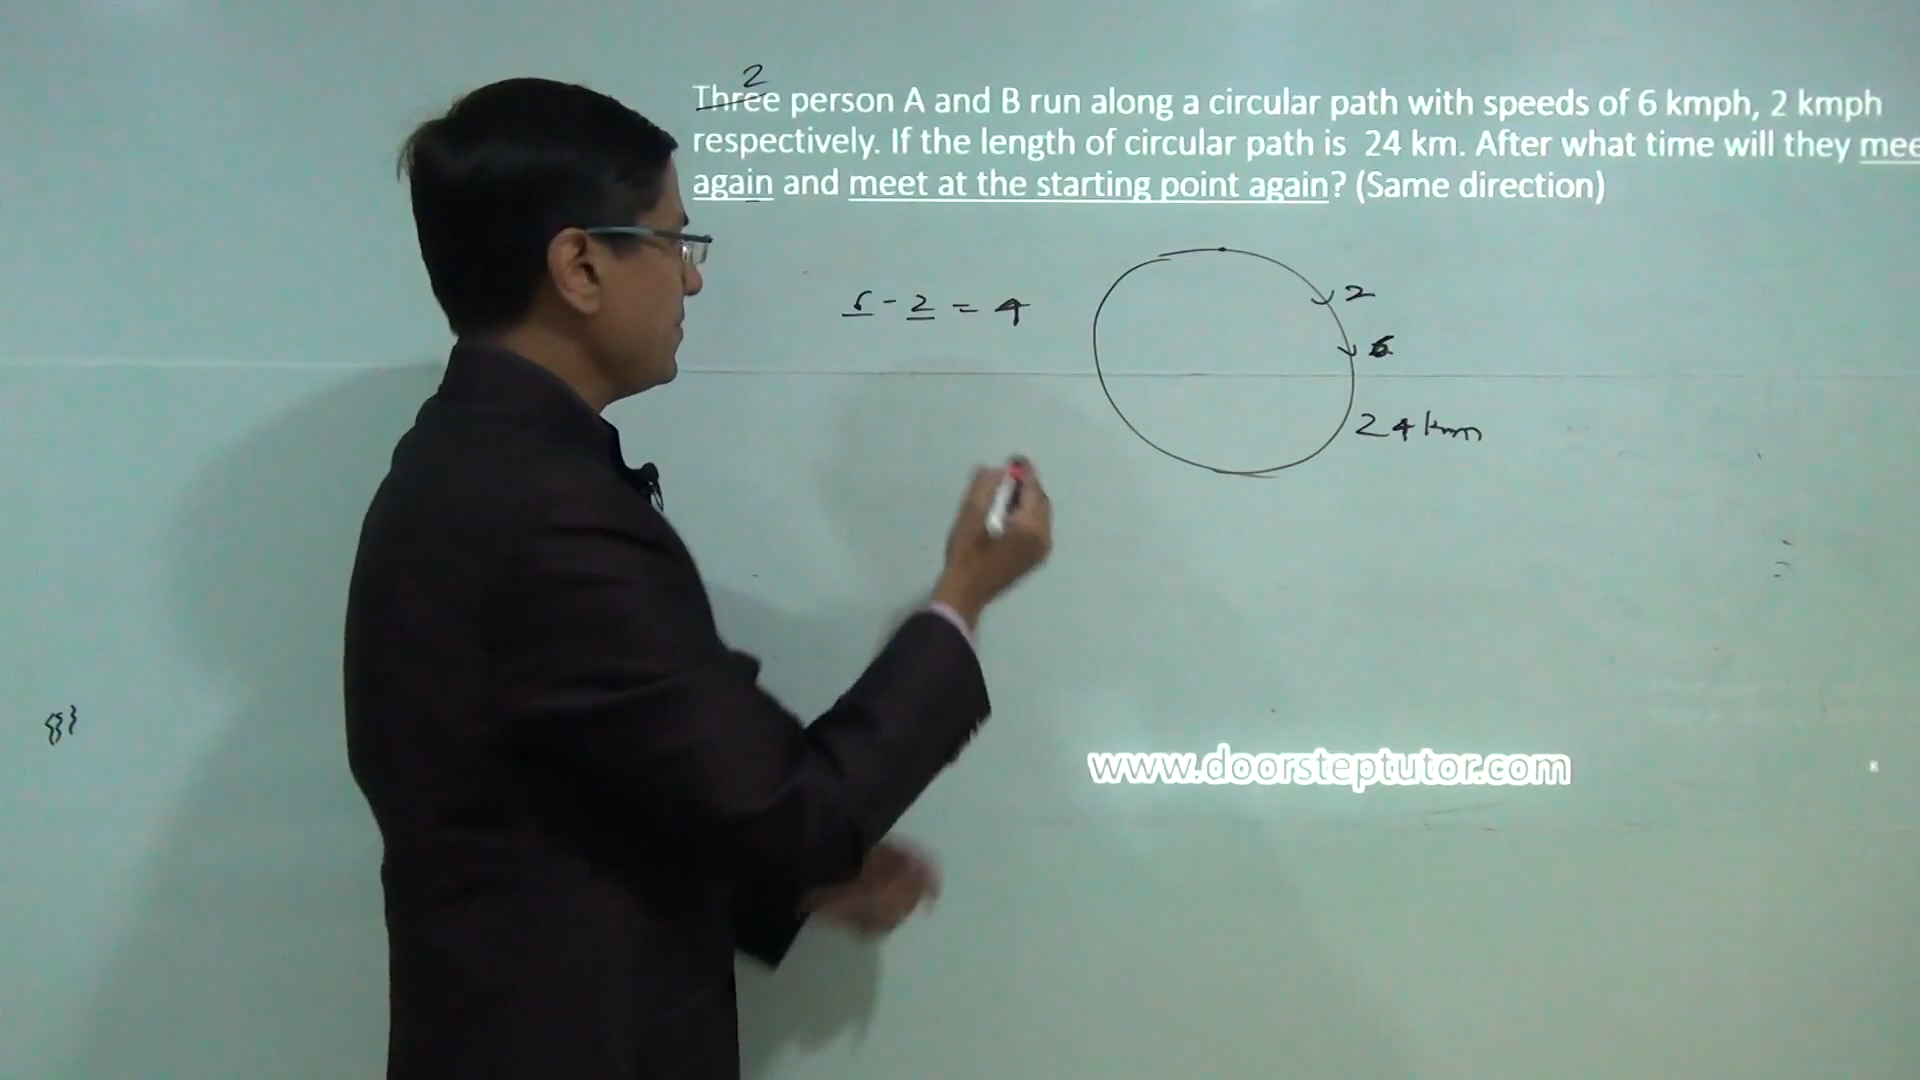 2
Three person A and B run along a circular path with speeds of 6 kmph, 2 kmph
respectively. If the length of circular path is 24 km. After what time will they mee
again and meet at the starting point again? (Same direction)
6 - 2 = 4
2
6
24 km
www.doorsteptutor.com